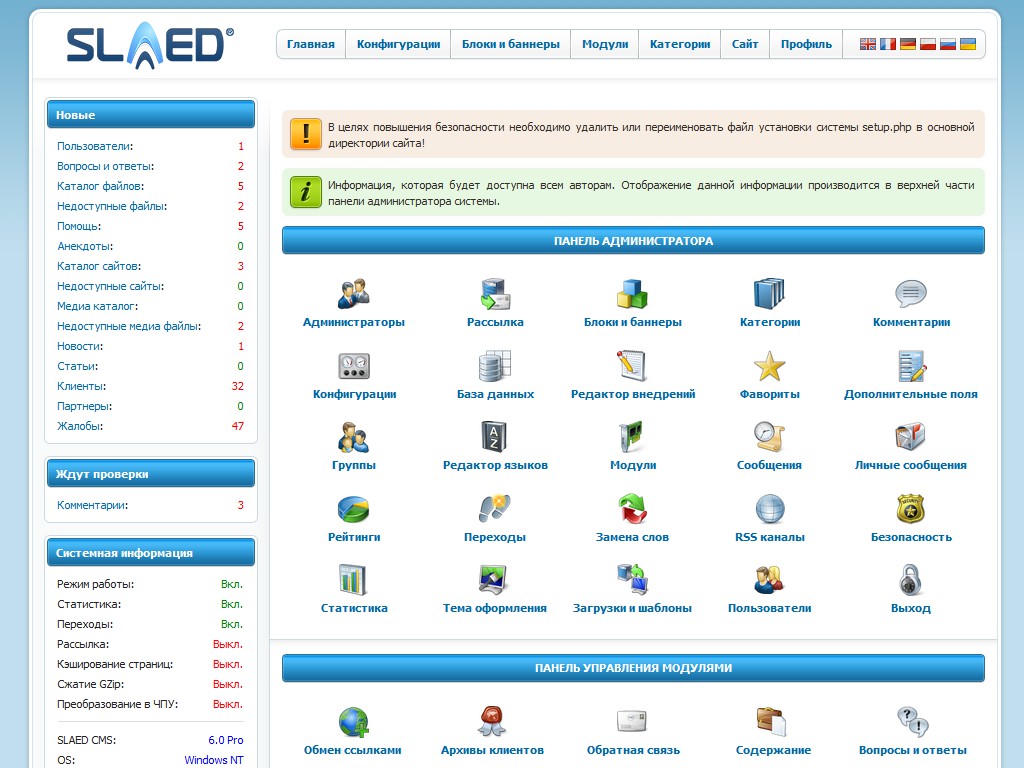 SLAED®
Главная Конфигурации Блоки и баннеры Модули Категории Сайт Профиль
Новые
Пользователи: 1
Вопросы и ответы: 2
Каталог файлов: 5
Недоступные файлы: 2
Помощь: 5
Анекдоты: 0
Каталог сайтов: 3
Недоступные сайты: 0
Медиа каталог: 0
Недоступные медиа файлы: 2
Новости: 1
Статьи: 0
Клиенты: 32
Партнеры: 0
Жалобы: 47
Ждут проверки
Комментарии: 3
Системная информация
Режим работы: Вкл.
Статистика: Вкл.
Переходы: Вкл.
Рассылка: Выкл.
Кэширование страниц: Выкл.
Сжатие GZip: Выкл.
Преобразование в ЧПУ: Выкл.
SLAED CMS: 6.0 Pro
OS: Windows NT
В целях повышения безопасности необходимо удалить или переименовать файл установки системы setup.php в основной
директории сайта!
Информация, которая будет доступна всем авторам. Отображение данной информации производится в верхней части
панели администратора системы.
ПАНЕЛЬ АДМИНИСТРАТОРА
Администраторы Рассылка Блоки и баннеры Категории Комментарии
Конфигурации База данных Редактор внедрений Фавориты Дополнительные поля
Группы Редактор языков Модули Сообщения Личные сообщения
Рейтинги Переходы Замена слов RSS каналы Безопасность
Статистика Тема оформления Загрузки и шаблоны Пользователи Выход
ПАНЕЛЬ УПРАВЛЕНИЯ МОДУЛЯМИ
Обмен ссылками Архивы клиентов Обратная связь Содержание Вопросы и ответы